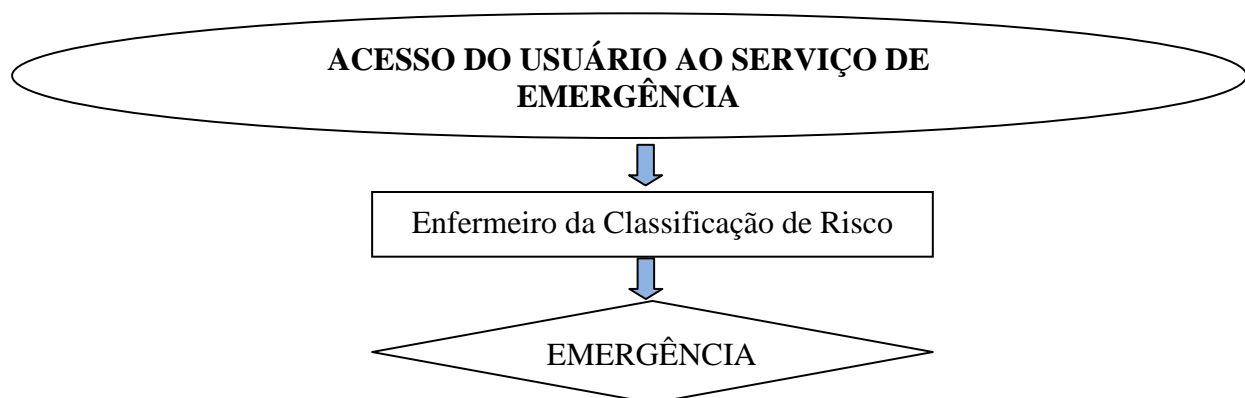 ACESSO DO USUÁRIO AO SERVIÇO DE
EMERGÊNCIA
Enfermeiro da Classificação de Risco
EMERGÊNCIA